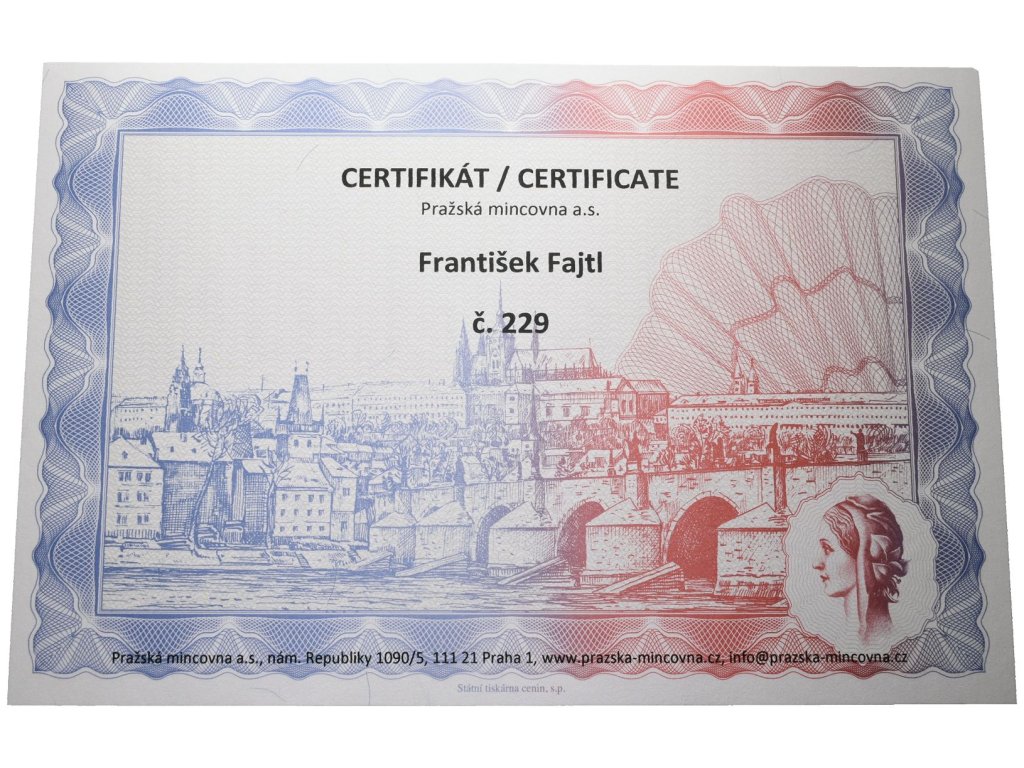 CERTIFIKÁT / CERTIFICATE
Pražská mincovna a.s.
František Fajtl
č. 229
Pražská mincovna a.s., nám. Republiky 1090/5, 111 21 Praha 1, www.prazska-mincovna.cz, info@prazska-mincovna.cz
Státní tiskárna cenin, s.p.